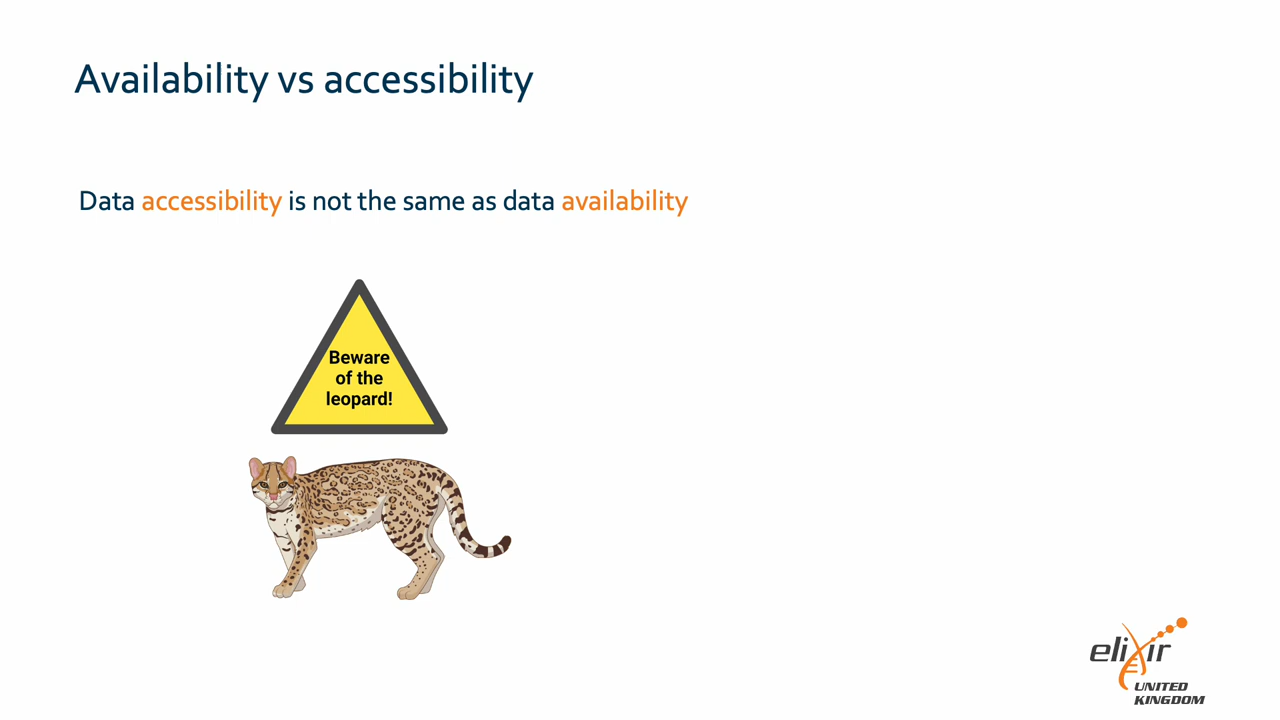 Availability vs accessibility
Data accessibility is not the same as data availability
Beware
of the
leopard!
elixir
UNITED
KINGDOM